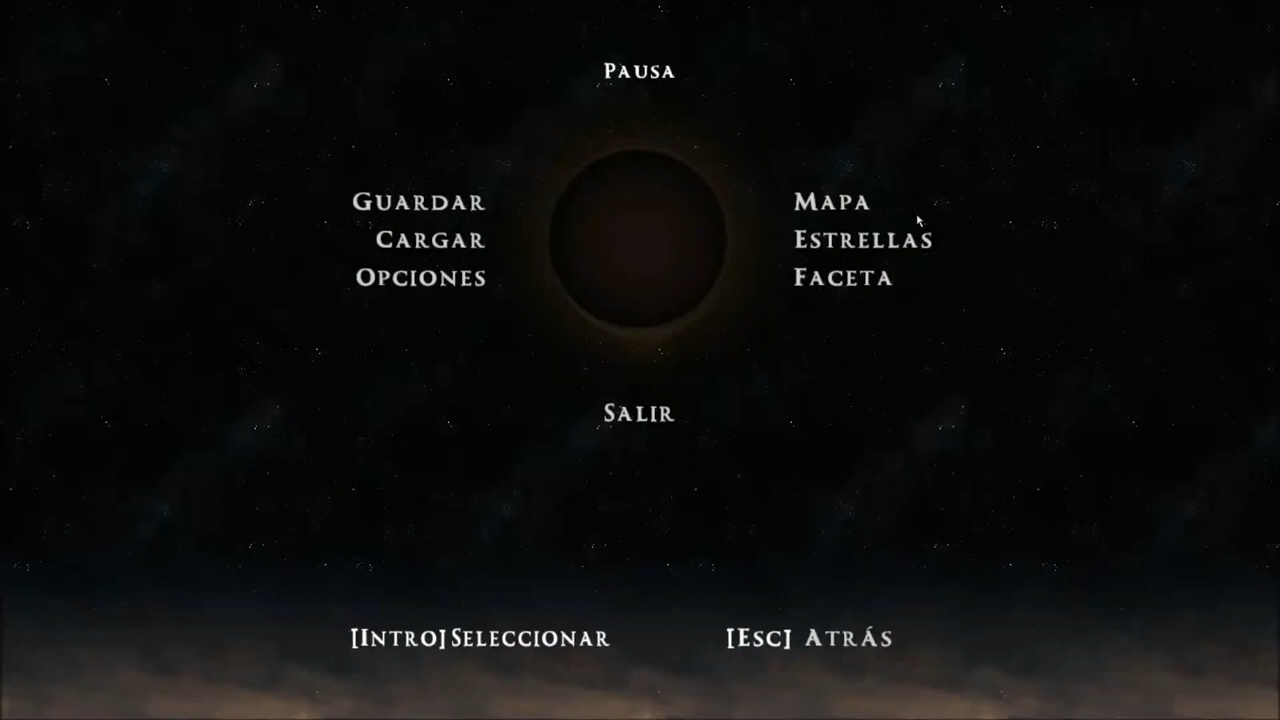 PAUSA
GUARDAR
CARGAR
OPCIONES
MAPA
ESTRELLAS
FACETA
SALIR
[INTRO] SELECCIONAR
[ESC] ATRÁS